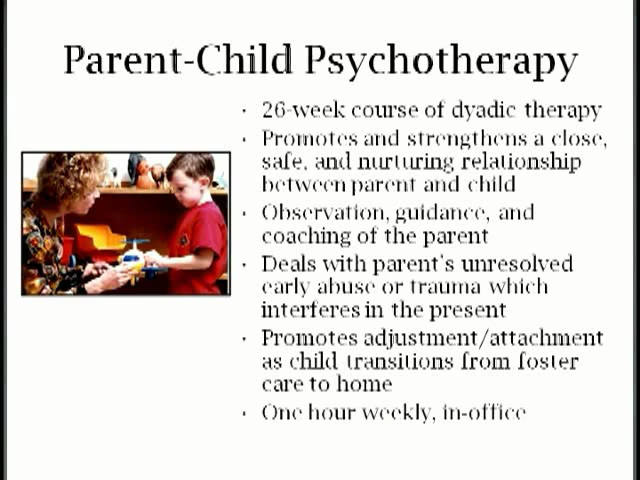 Parent-Child Psychotherapy
· 26-week course of dyadic therapy
· Promotes and strengthens a close,
safe, and nurturing relationship
between parent and child
· Observation, guidance, and
coaching of the parent
· Deals with parent's unresolved
early abuse or trauma which
interferes in the present
· Promotes adjustment/attachment
as child transitions from foster
care to home
· One hour weekly, in-office